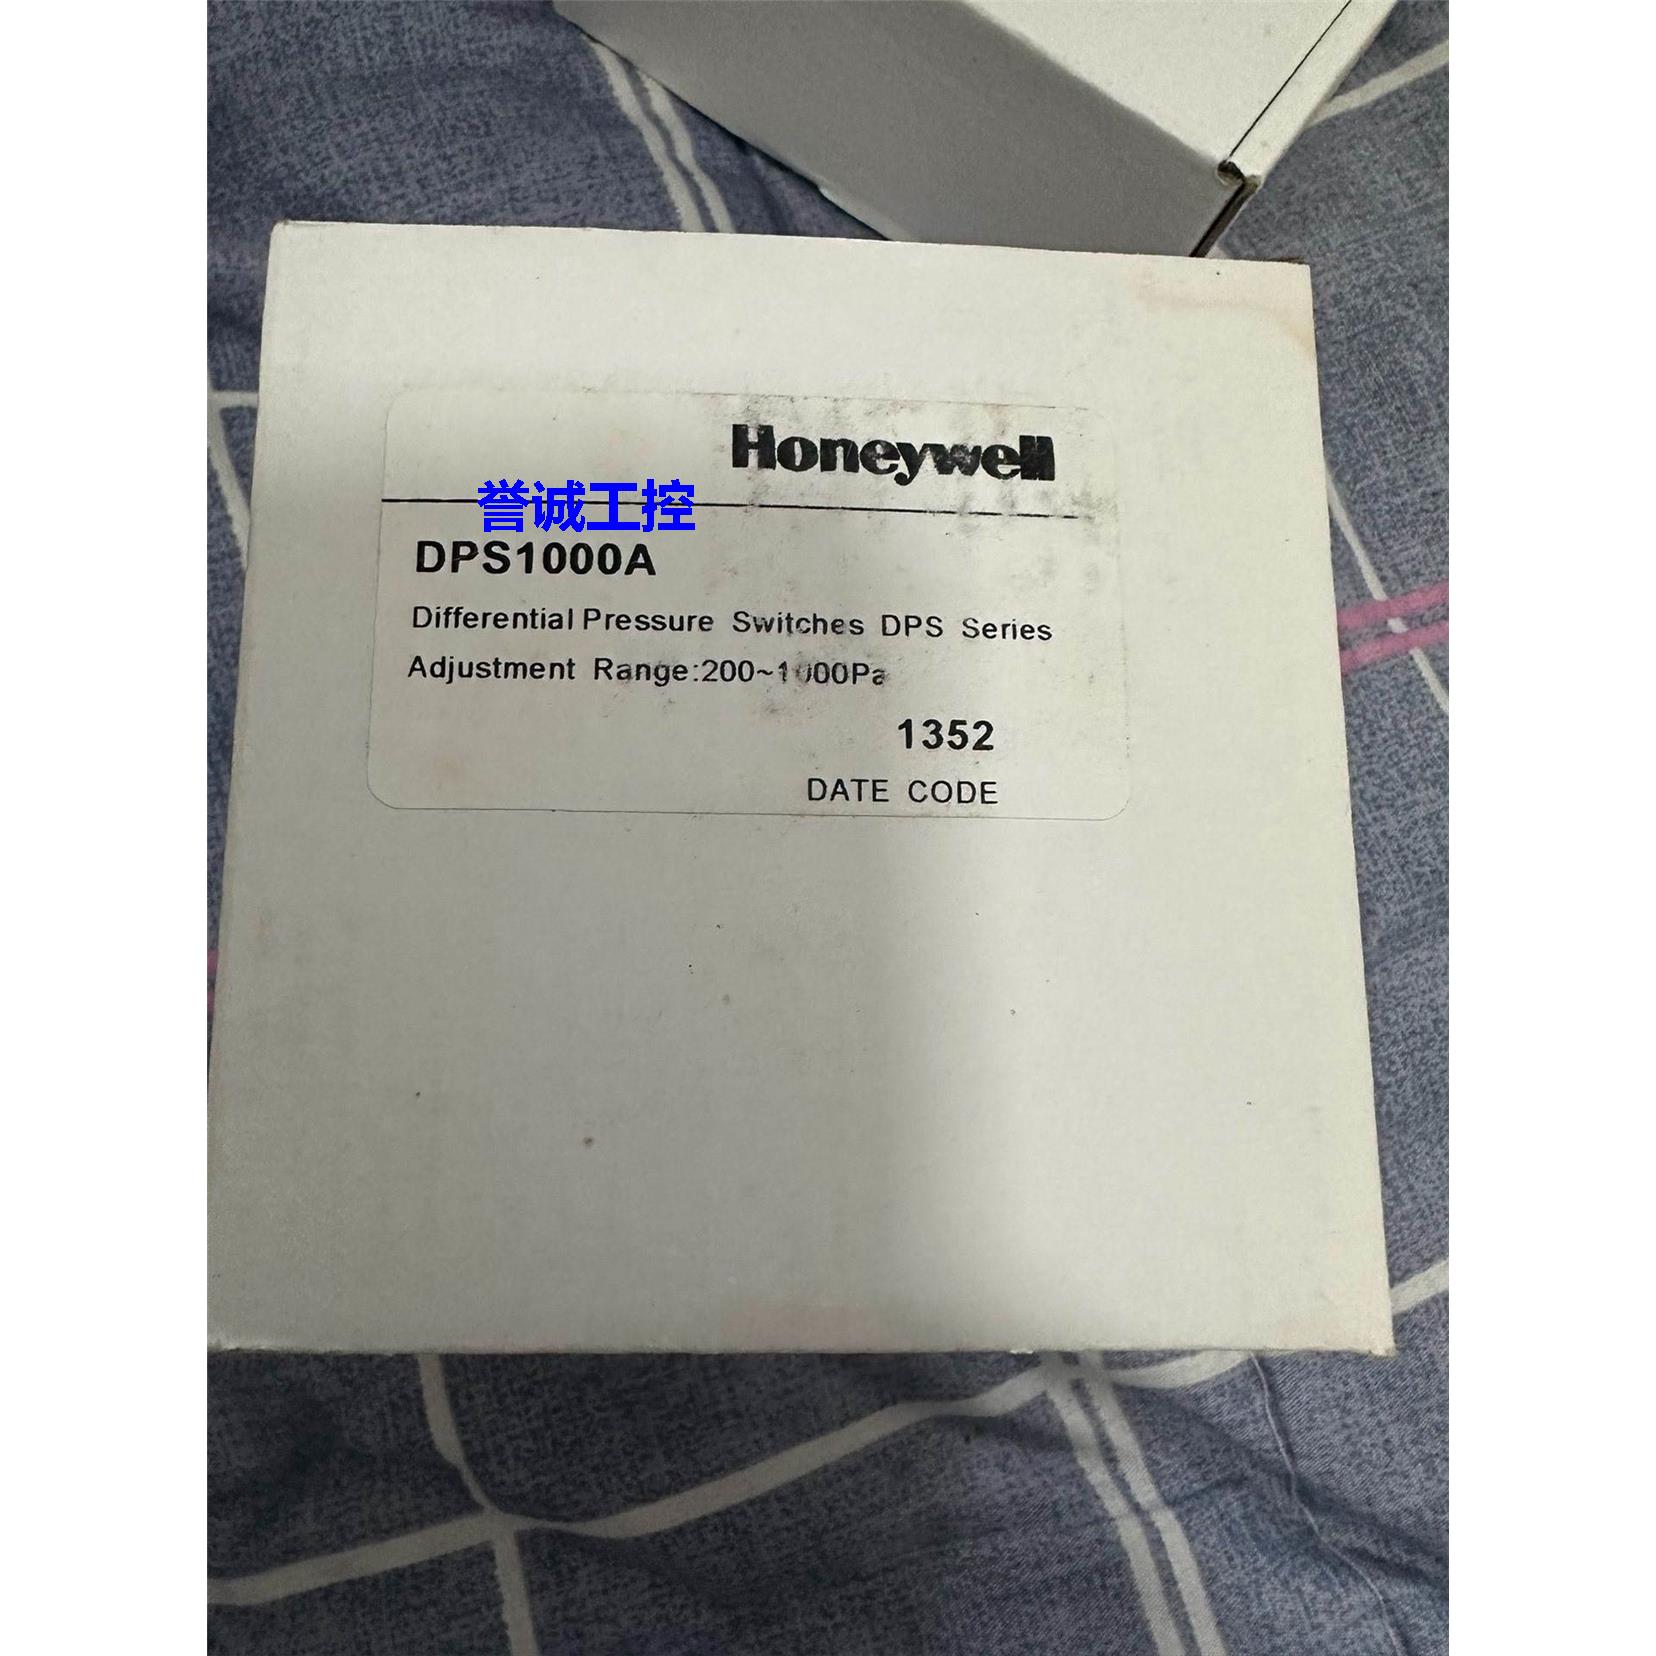 Honeywell
誉诚工控
DPS1000A
Differential Pressure Switches DPS Series
Adjustment Range:200~1000Pa
1352
DATE CODE